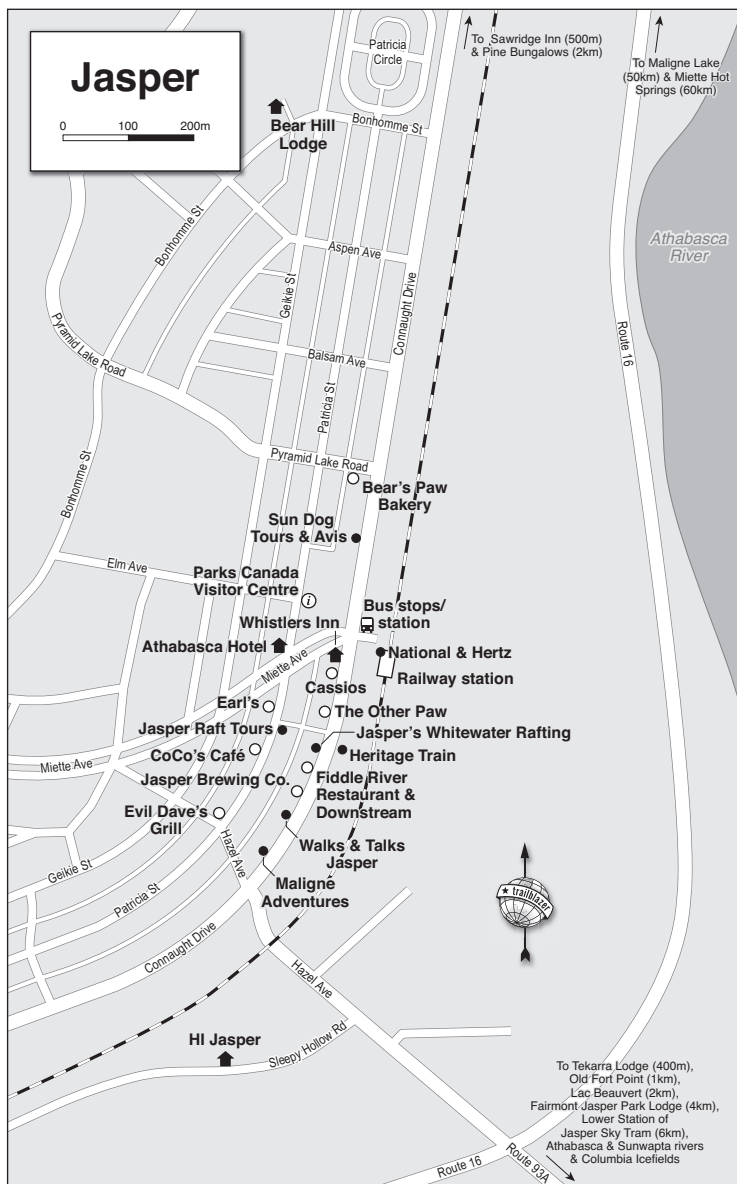 Jasper
0 100 200m
Patricia
Circle
To Sawridge Inn (500m)
& Pine Bungalows (2km)
To Maligne Lake
(50km) & Miette Hot
Springs (60km)
Bear Hill
Lodge
Bonhomme St
Bonhomme St
Athabasca
River
Aspen Ave
Geikie St
Connaught Drive
Route 16
Pyramid Lake Road
Balsam Ave
Patricia St
Bonhomme St
Pyramid Lake Road
Bear's Paw
Bakery
Sun Dog
Tours & Avis
Elm Ave
Parks Canada
Visitor Centre
i
Bus stops/
station
Whistlers Inn
Athabasca Hotel
Miette Ave
National & Hertz
Railway station
Cassios
Earl's
The Other Paw
Jasper Raft Tours
Jasper's Whitewater Rafting
CoCo's Café
Heritage Train
Miette Ave
Jasper Brewing Co.
Fiddle River
Restaurant &
Downstream
Evil Dave's
Grill
Hazel Ave
Walks & Talks
Jasper
Geikie St
Maligne
Adventures
Patricia St
trailblazer
Connaught Drive
Hazel Ave
HI Jasper
Sleepy Hollow Rd
To Tekarra Lodge (400m),
Old Fort Point (1km),
Lac Beauvert (2km),
Fairmont Jasper Park Lodge (4km),
Lower Station of
Jasper Sky Tram (6km),
Athabasca & Sunwapta rivers
& Columbia Icefields
Route 16
Route 93A